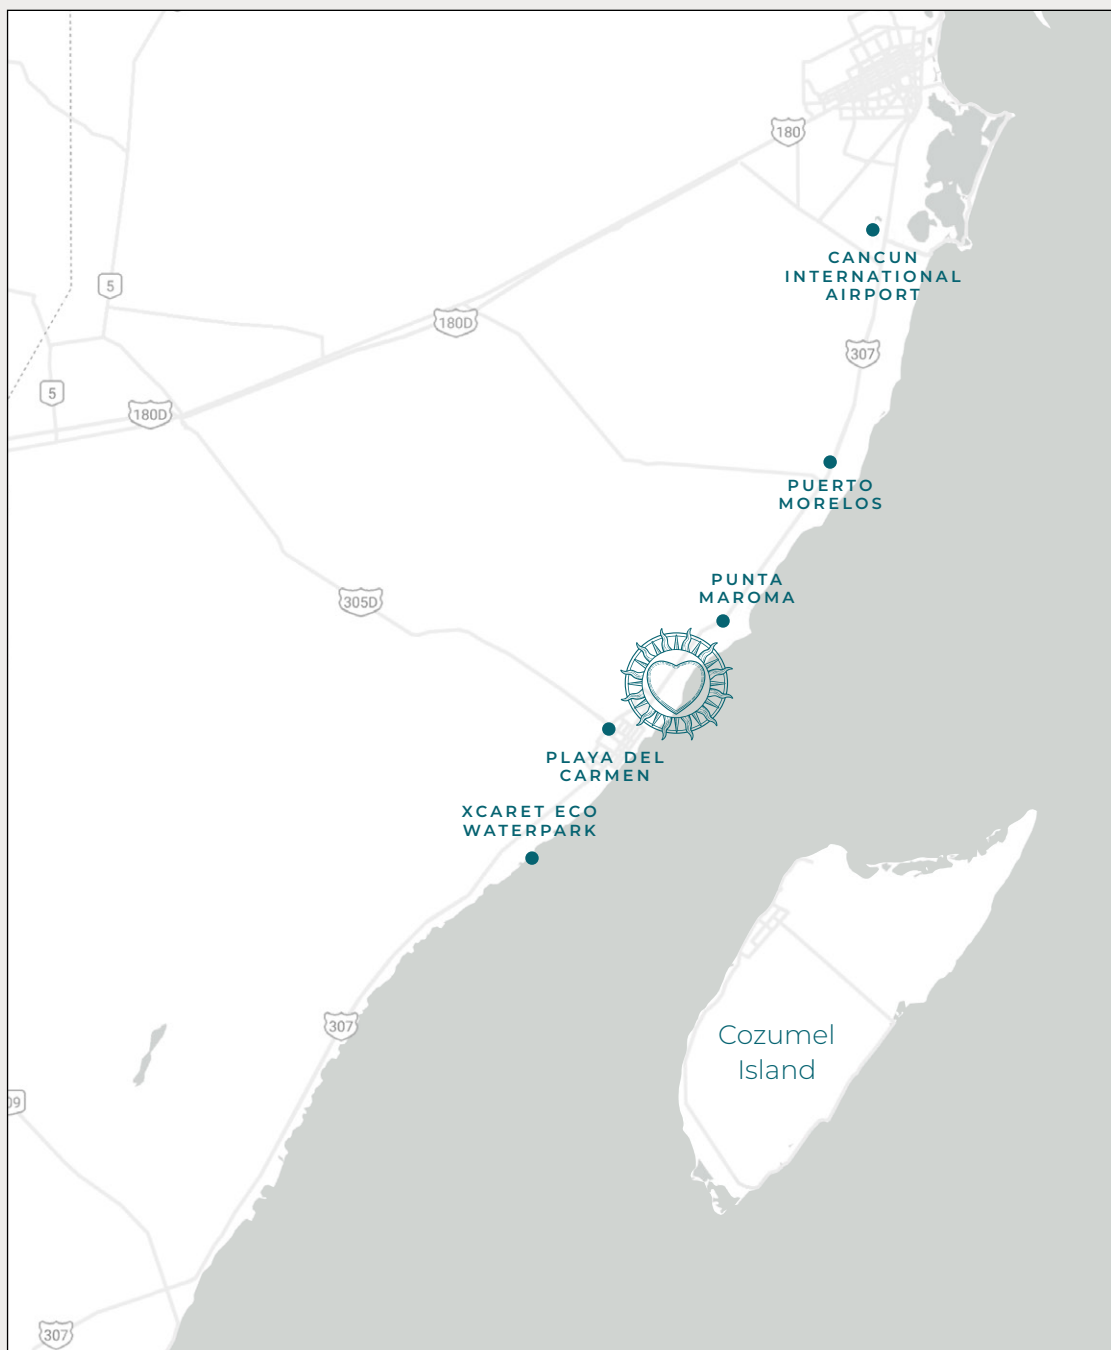 180
CANCUN
INTERNATIONAL
AIRPORT
5
180D
307
5
180D
PUERTO
MORELOS
PUNTA
MAROMA
305D
PLAYA DEL
CARMEN
XCARET ECO
WATERPARK
307
Cozumel
Island
09
307